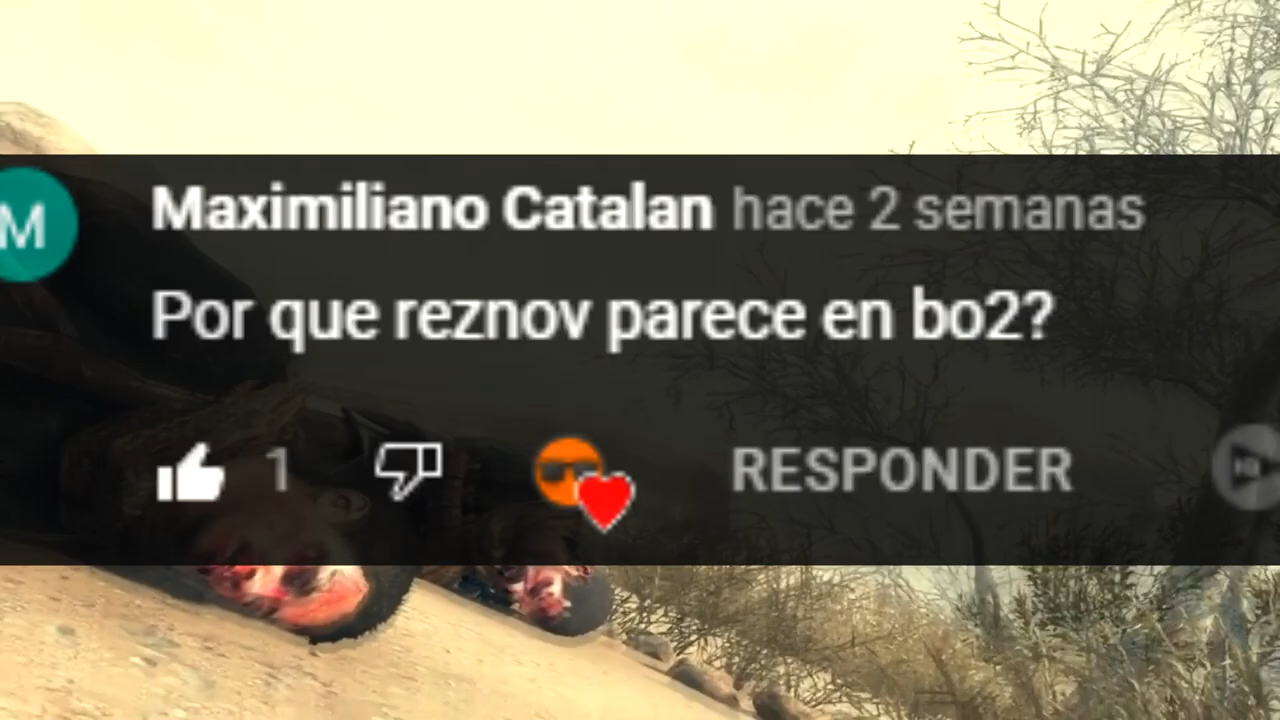 M
Maximiliano Catalan hace 2 semanas
Por que reznov parece en bo2??
1
RESPONDER